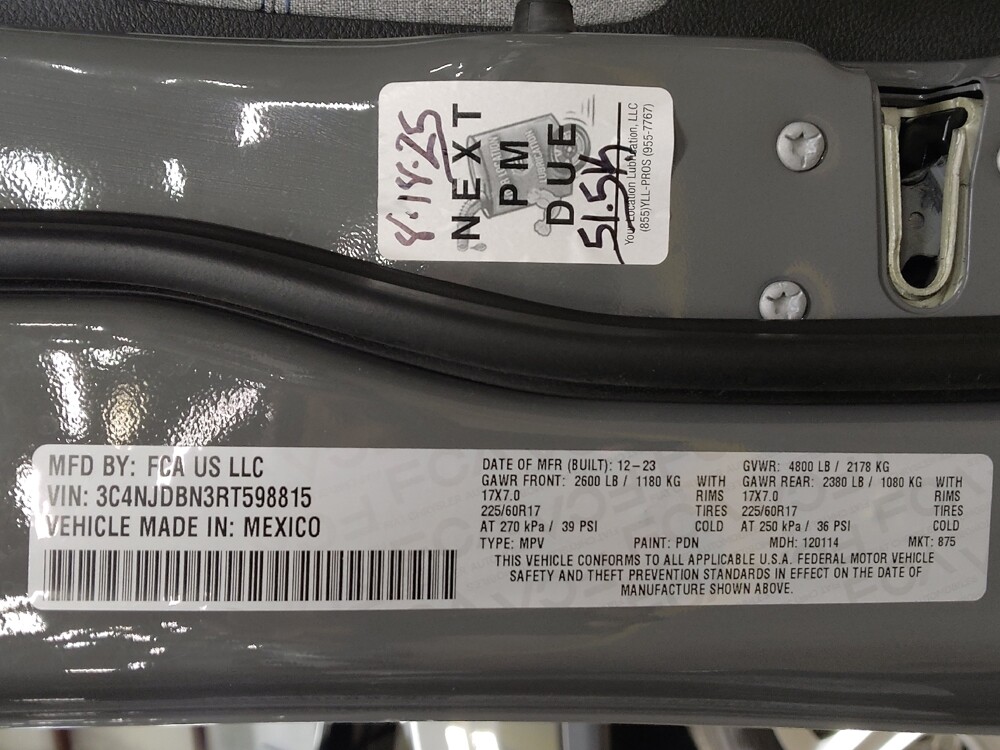 8-14-25
NEXT
PM
DUE
51.5K
Your Location Lubrication, LLC
(855)YLL-PROS (955-7767)
MFD BY: FCA US LLC
VIN: 3C4NJDBN3RT598815
VEHICLE MADE IN: MEXICO
DATE OF MFR (BUILT): 12-23 GVWR: 4800 LB / 2178 KG
GAWR FRONT: 2600 LB / 1180 KG WITH GAWR REAR: 2380 LB / 1080 KG WITH
17X7.0 RIMS 17X7.0 RIMS
225/60R17 TIRES 225/60R17 TIRES
AT 270 kPa / 39 PSI COLD AT 250 kPa / 36 PSI COLD
TYPE: MPV PAINT: PDN MDH: 120114 MKT: 875
THIS VEHICLE CONFORMS TO ALL APPLICABLE U.S.A. FEDERAL MOTOR VEHICLE
SAFETY AND THEFT PREVENTION STANDARDS IN EFFECT ON THE DATE OF
MANUFACTURE SHOWN ABOVE.